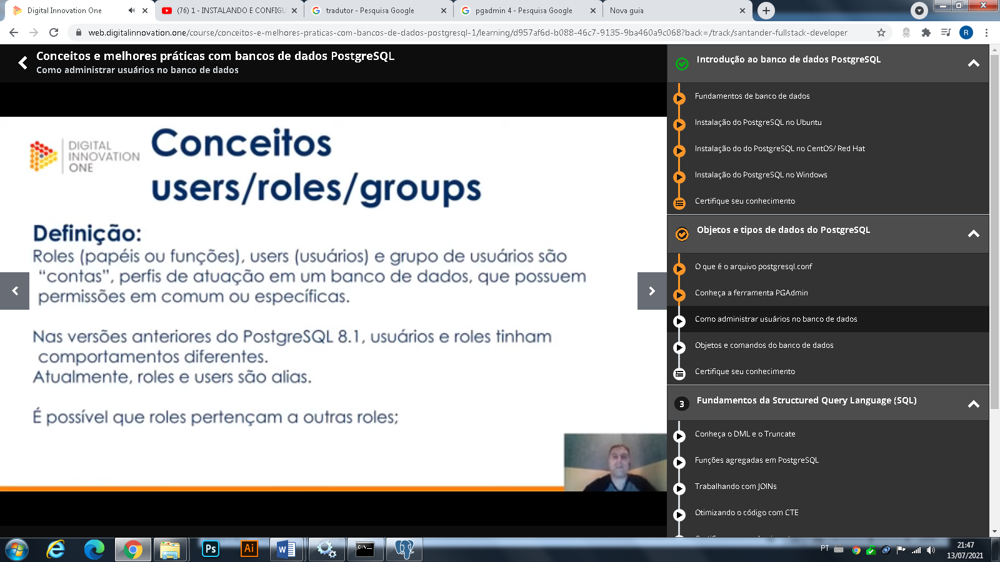 Digital Innovation One
(76) 1 - INSTALANDO E CONFIGU
tradutor - Pesquisa Google
pgadmin 4 - Pesquisa Google
Nova guia
web.digitalinnovation.one/course/conceitos-e-melhores-praticas-com-bancos-de-dados-postgresql-1/learning/d957af6d-b088-46c7-9135-9ba460a9c068?back=/track/santander-fullstack-developer
R
Conceitos e melhores práticas com bancos de dados PostgreSQL
Como administrar usuários no banco de dados
DIGITAL
INNOVATION
ONE
Conceitos
users/roles/groups
Definição:
Roles (papéis ou funções), users (usuários) e grupo de usuários são
“contas”, perfis de atuação em um banco de dados, que possuem
permissões em comum ou específicas.
Nas versões anteriores do PostgreSQL 8.1, usuários e roles tinham
comportamentos diferentes.
Atualmente, roles e users são alias.
É possível que roles pertençam a outras roles;
Introdução ao banco de dados PostgreSQL
Fundamentos de banco de dados
Instalação do PostgreSQL no Ubuntu
Instalação do do PostgreSQL no CentOS/ Red Hat
Instalação do PostgreSQL no Windows
Certifique seu conhecimento
Objetos e tipos de dados do PostgreSQL
O que é o arquivo postgresql.conf
Conheça a ferramenta PGAdmin
Como administrar usuários no banco de dados
Objetos e comandos do banco de dados
Certifique seu conhecimento
3 Fundamentos da Structured Query Language (SQL)
Conheça o DML e o Truncate
Funções agregadas em PostgreSQL
Trabalhando com JOINs
Otimizando o código com CTE
Ps
Ai
W
C:\
PT
21:47
13/07/2021